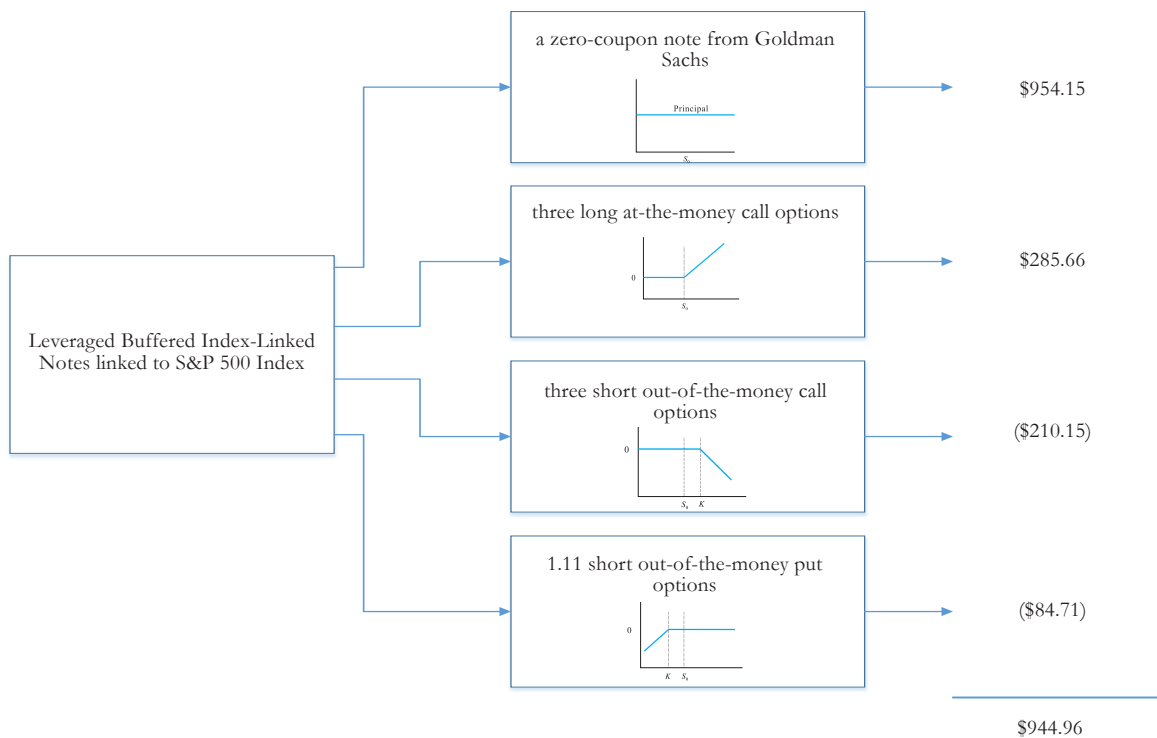 a zero-coupon note from Goldman
Sachs
Principal
S₀
$954.15
three long at-the-money call options
0
S₀
$285.66
Leveraged Buffered Index-Linked
Notes linked to S&P 500 Index
three short out-of-the-money call
options
0
S₀ K
($210.15)
1.11 short out-of-the-money put
options
0
K S₀
($84.71)
$944.96